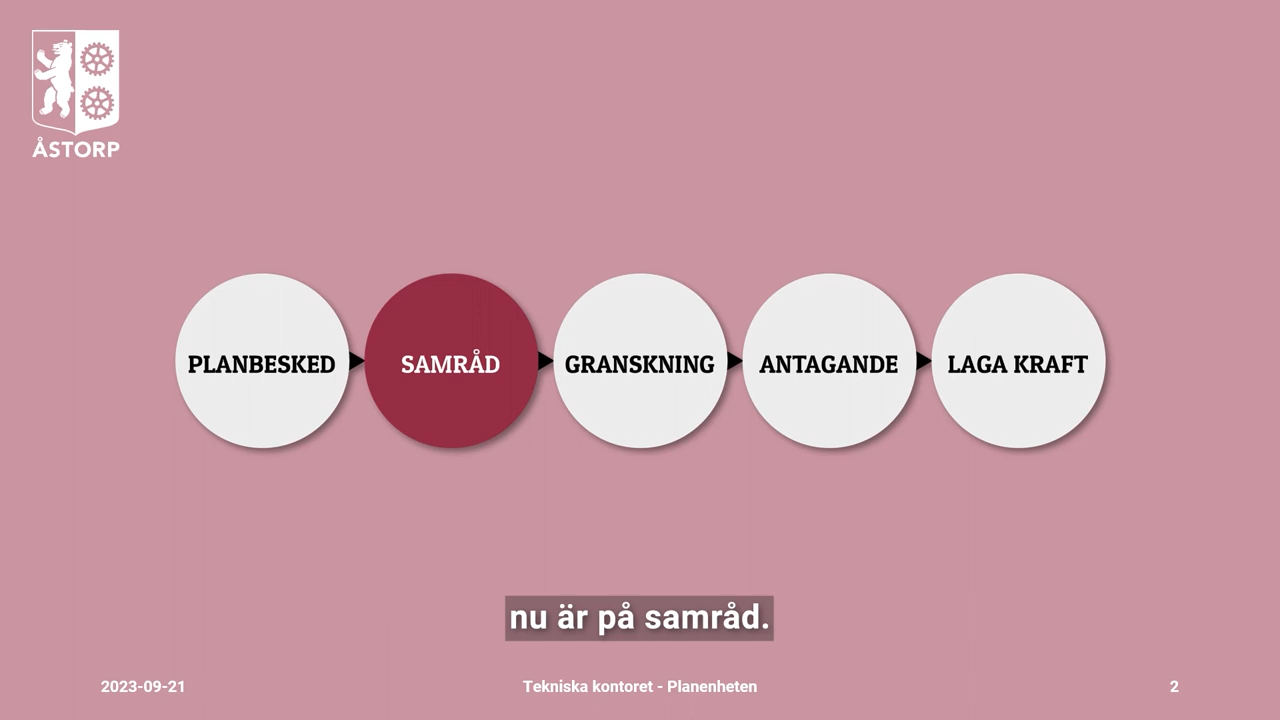 ÅSTORP
PLANBESKED
SAMRÅD
GRANSKNING
ANTAGANDE
LAGA KRAFT
nu är på samråd.
2023-09-21
Tekniska kontoret - Planenheten
2